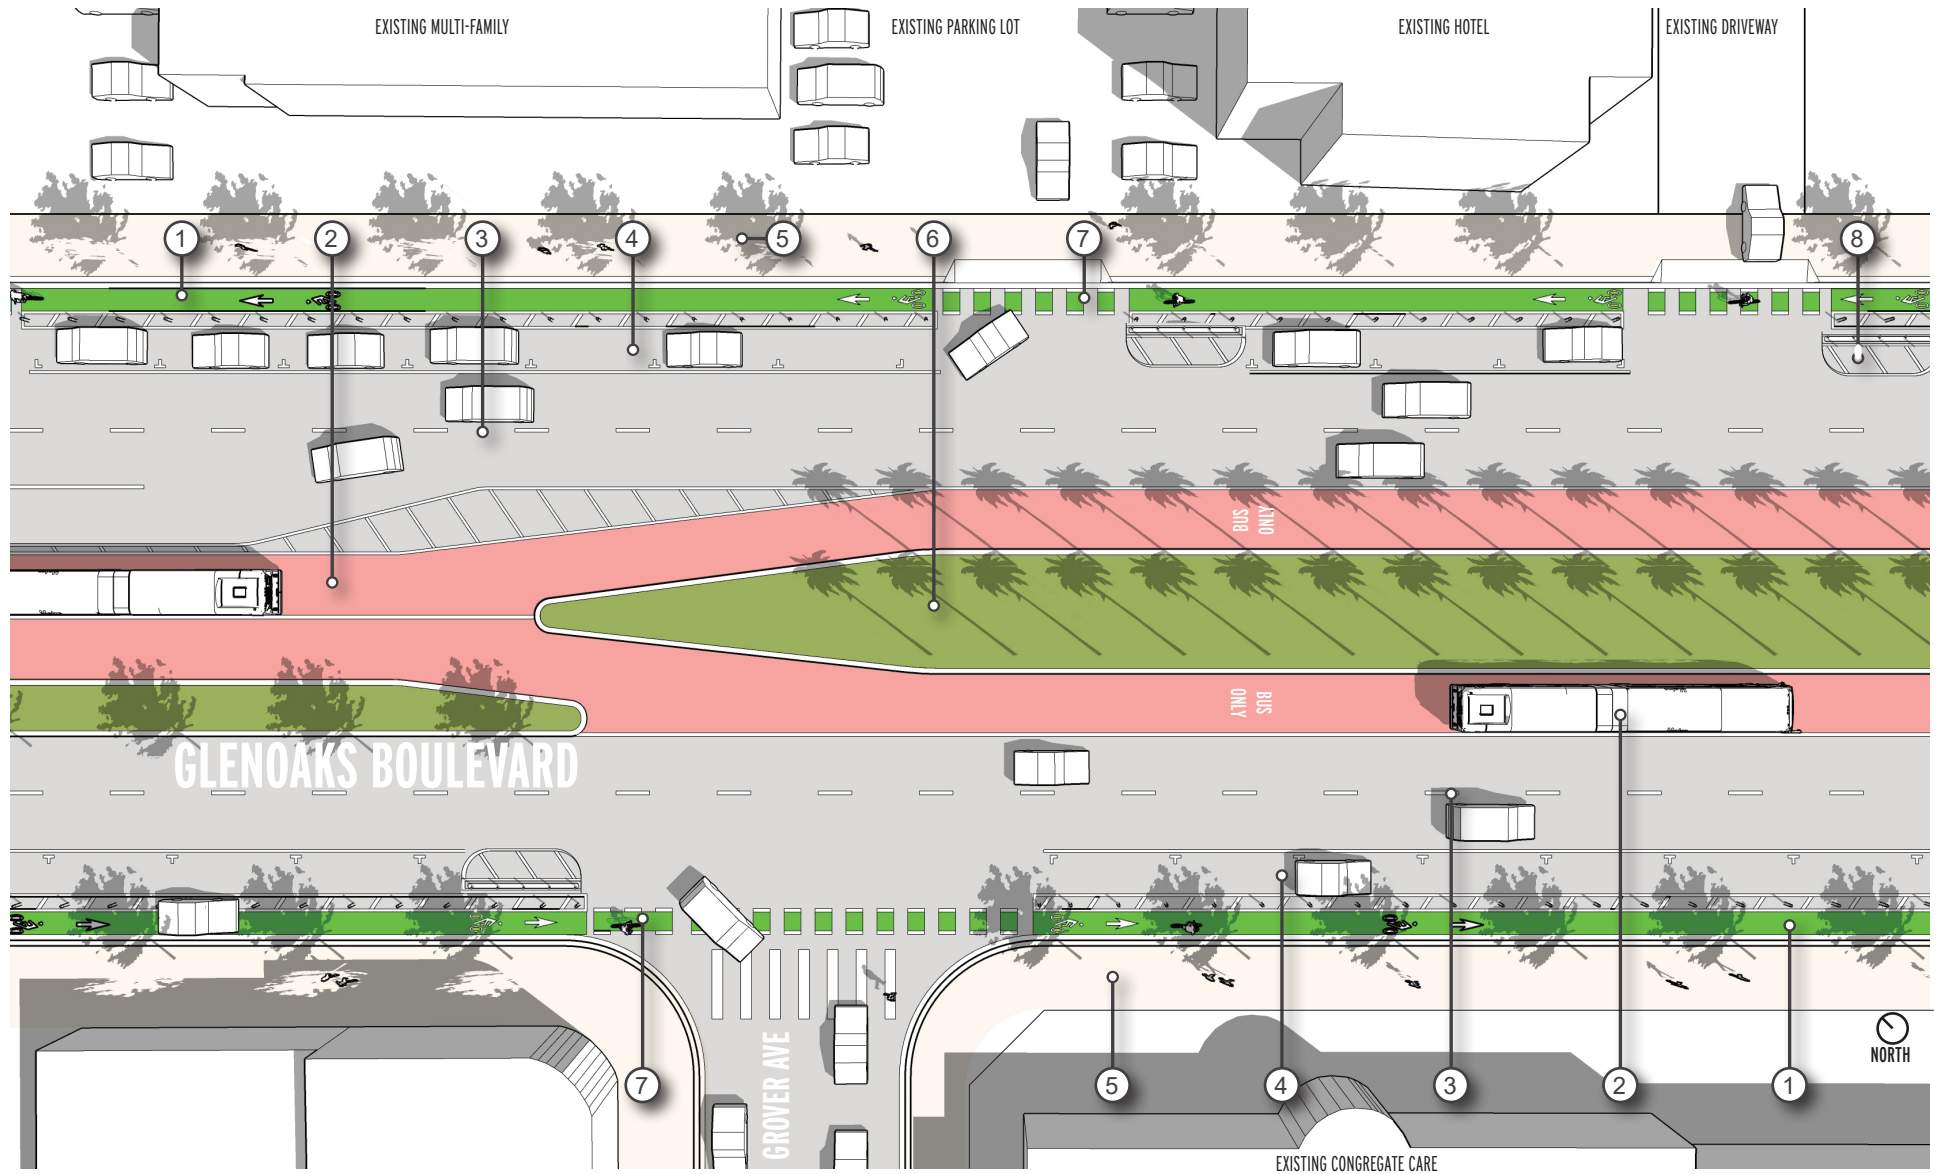 EXISTING MULTI-FAMILY
EXISTING PARKING LOT
EXISTING HOTEL
EXISTING DRIVEWAY
1
2
3
4
5
6
7
8
BUS
ONLY
BUS
ONLY
GLENOAKS BOULEVARD
GROVER AVE
NORTH
7
5
4
3
2
1
EXISTING CONGREGATE CARE